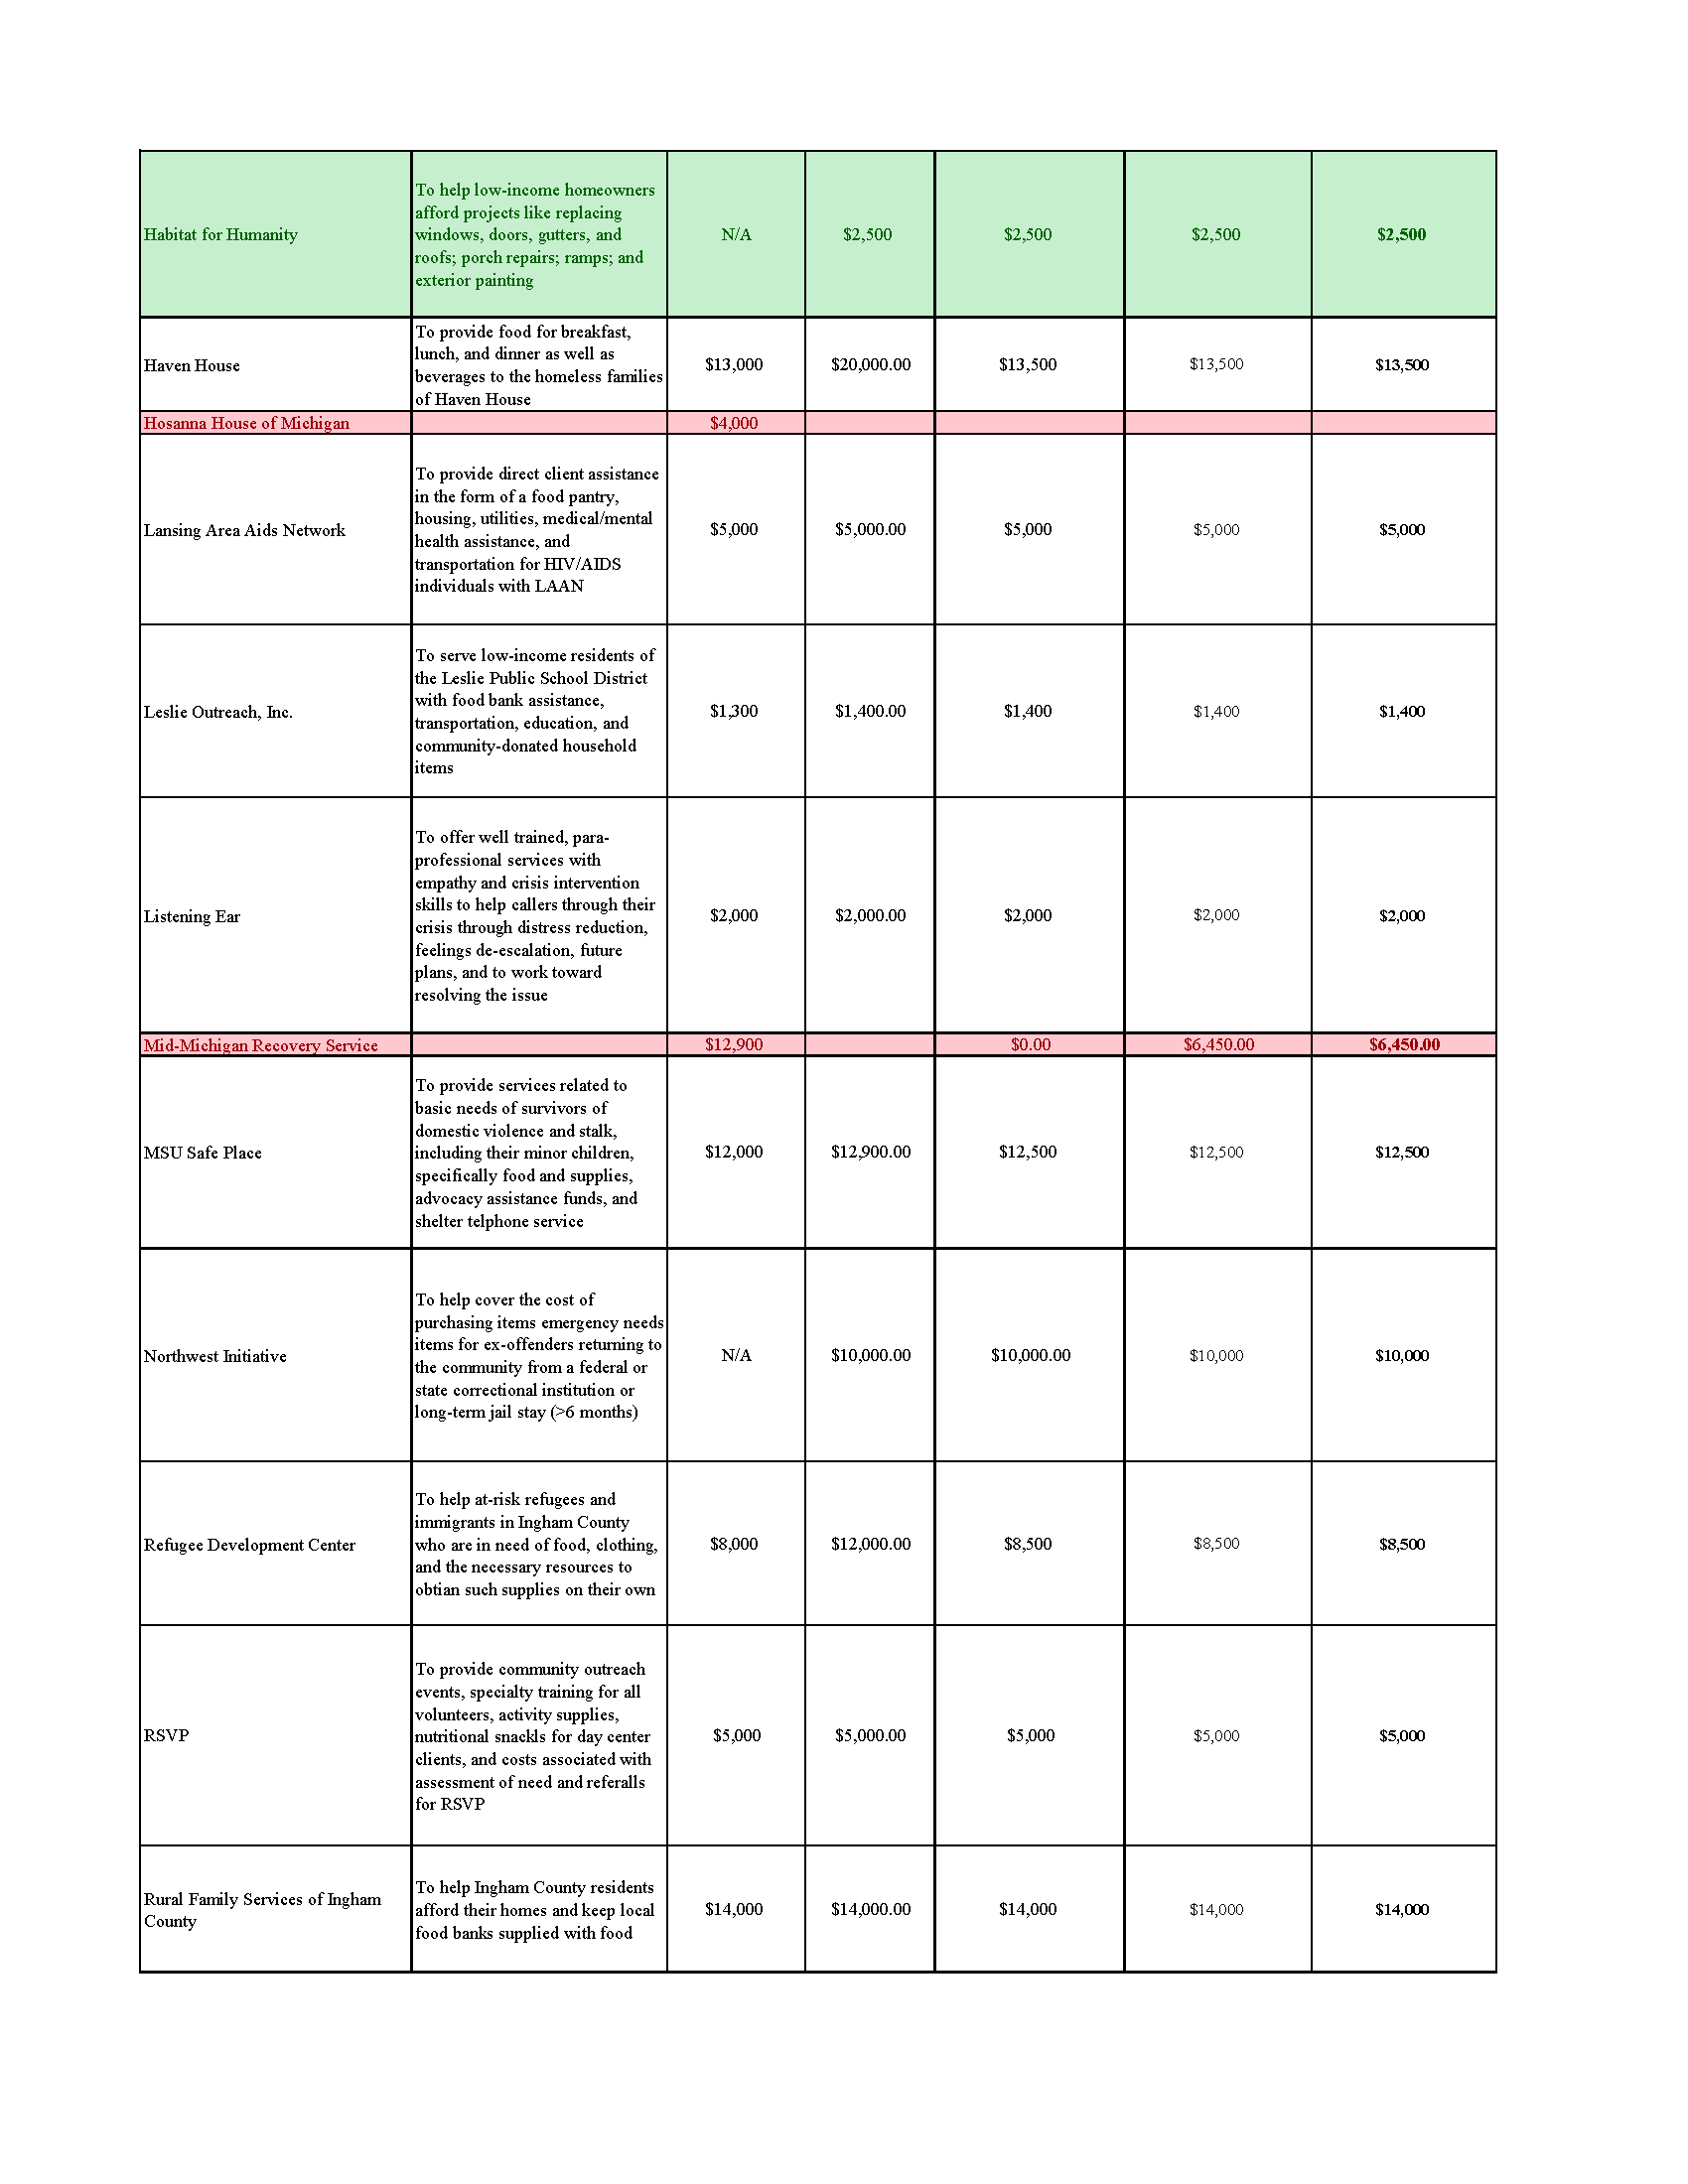 To help low-income homeowners
afford projects like replacing
Habitat for Humanity windows, doors, gutters, and N/A $2,500 $2,500 $2,500 $2,500
roofs; porch repairs; ramps; and
exterior painting
To provide food for breakfast,
lunch, and dinner as well as
Haven House beverages to the homeless families $13,000 $20,000.00 $13,500 $13,500 $13,500
of Haven House
Hosanna House of Michigan $4,000
To provide direct client assistance
in the form of a food pantry,
housing, utilities, medical/mental
Lansing Area Aids Network health assistance, and $5,000 $5,000.00 $5,000 $5,000 $5,000
transportation for HIV/AIDS
individuals with LAAN
To serve low-income residents of
the Leslie Public School District
with food bank assistance,
Leslie Outreach, Inc. transportation, education, and $1,300 $1,400.00 $1,400 $1,400 $1,400
community-donated household
items
To offer well trained, para-
professional services with
empathy and crisis intervention
skills to help callers through their
Listening Ear crisis through distress reduction, $2,000 $2,000.00 $2,000 $2,000 $2,000
feelings de-escalation, future
plans, and to work toward
resolving the issue
Mid-Michigan Recovery Service $12,900 $0.00 $6,450.00 $6,450.00
To provide services related to
basic needs of survivors of
domestic violence and stalk,
MSU Safe Place including their minor children, $12,000 $12,900.00 $12,500 $12,500 $12,500
specifically food and supplies,
advocacy assistance funds, and
shelter telphone service
To help cover the cost of
purchasing items emergency needs
items for ex-offenders returning to
Northwest Initiative the community from a federal or N/A $10,000.00 $10,000.00 $10,000 $10,000
state correctional institution or
long-term jail stay (>6 months)
To help at-risk refugees and
immigrants in Ingham County
Refugee Development Center who are in need of food, clothing, $8,000 $12,000.00 $8,500 $8,500 $8,500
and the necessary resources to
obtian such supplies on their own
To provide community outreach
events, specialty training for all
volunteers, activity supplies,
RSVP nutritional snackls for day center $5,000 $5,000.00 $5,000 $5,000 $5,000
clients, and costs associated with
assessment of need and referalls
for RSVP
Rural Family Services of Ingham To help Ingham County residents
County afford their homes and keep local $14,000 $14,000.00 $14,000 $14,000 $14,000
food banks supplied with food